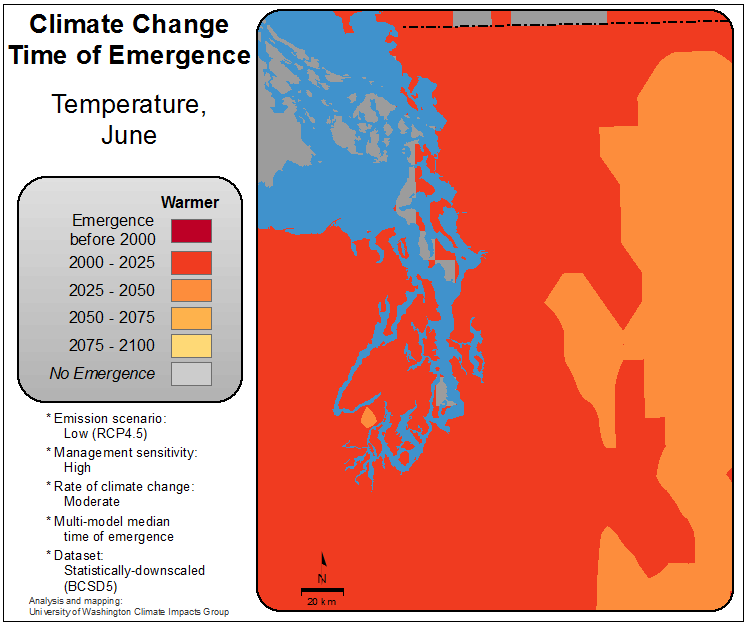 Climate Change
Time of Emergence
Temperature,
June
Warmer
Emergence
before 2000
2000 - 2025
2025 - 2050
2050 - 2075
2075 - 2100
No Emergence
* Emission scenario:
Low (RCP4.5)
* Management sensitivity:
High
* Rate of climate change:
Moderate
* Multi-model median
time of emergence
* Dataset:
Statistically-downscaled
(BCSD5)
Analysis and mapping:
University of Washington Climate Impacts Group
N
20 km